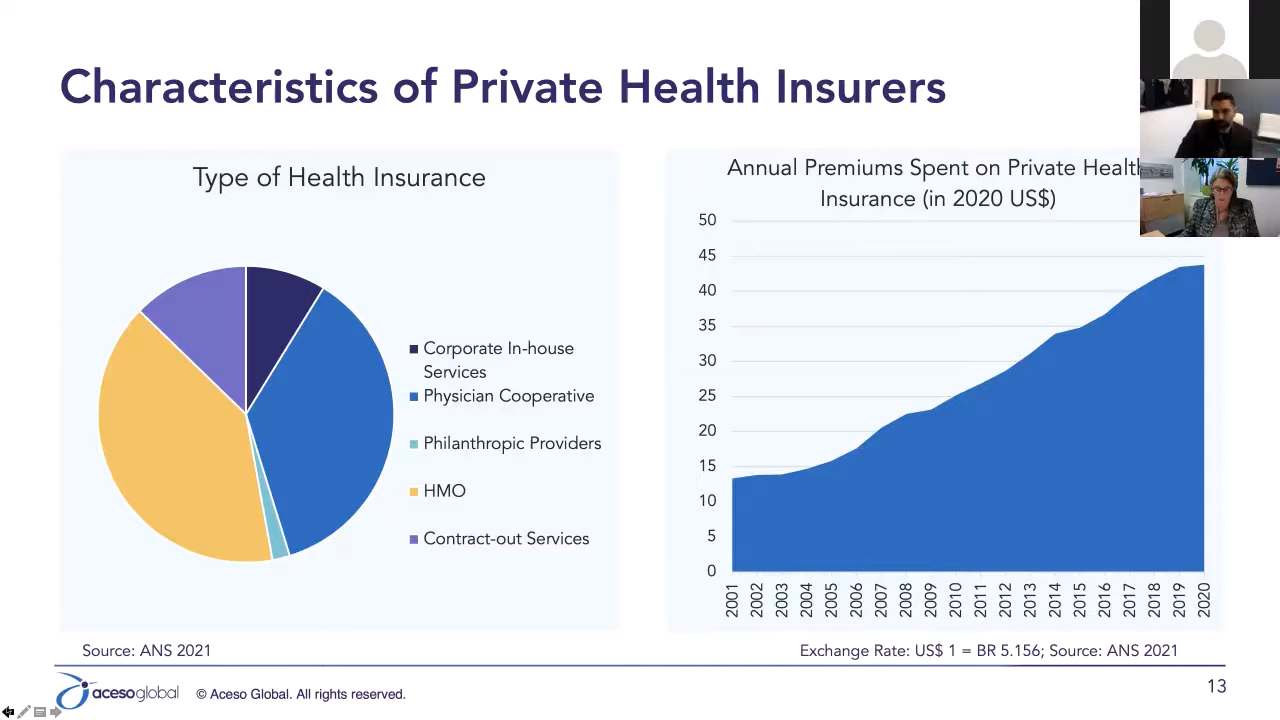 Characteristics of Private Health Insurers
Type of Health Insurance
Corporate In-house
Services
Physician Cooperative
Philanthropic Providers
HMO
Contract-out Services
Source: ANS 2021
Annual Premiums Spent on Private Health
Insurance (in 2020 US$)
50
45
40
35
30
25
20
15
10
5
0
2001
2002
2003
2004
2005
2006
2007
2008
2009
2010
2011
2012
2013
2014
2015
2016
2017
2018
2019
2020
Exchange Rate: US$ 1 = BR 5.156; Source: ANS 2021
acesoglobal
© Aceso Global. All rights reserved.
13